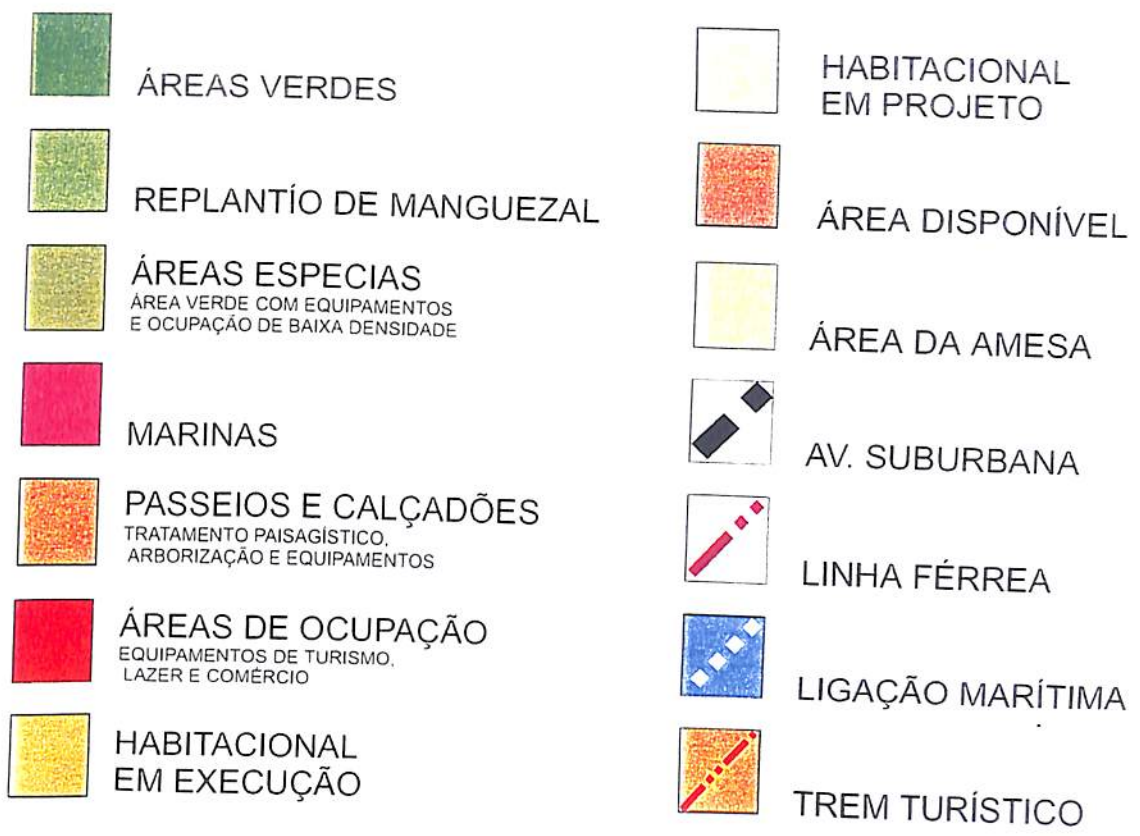 ÁREAS VERDES
REPLANTÍO DE MANGUEZAL
ÁREAS ESPECIAS
ÁREA VERDE COM EQUIPAMENTOS
E OCUPAÇÃO DE BAIXA DENSIDADE
MARINAS
PASSEIOS E CALÇADÕES
TRATAMENTO PAISAGÍSTICO,
ARBORIZAÇÃO E EQUIPAMENTOS
ÁREAS DE OCUPAÇÃO
EQUIPAMENTOS DE TURISMO,
LAZER E COMÉRCIO
HABITACIONAL
EM EXECUÇÃO
HABITACIONAL
EM PROJETO
ÁREA DISPONÍVEL
ÁREA DA AMESA
AV. SUBURBANA
LINHA FÉRREA
LIGAÇÃO MARÍTIMA
TREM TURÍSTICO